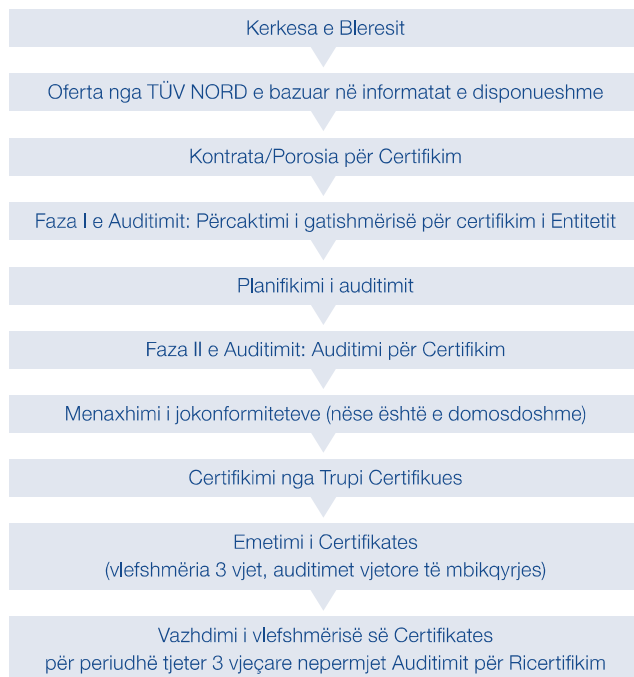 Kerkesa e Bleresit
Oferta nga TÜV NORD e bazuar në informatat e disponueshme
Kontrata/Porosia për Certifikim
Faza I e Auditimit: Përcaktimi i gatishmërisë për certifikim i Entitetit
Planifikimi i auditimit
Faza II e Auditimit: Auditimi për Certifikim
Menaxhimi i jokonformiteteve (nëse është e domosdoshme)
Certifikimi nga Trupi Certifikues
Emetimi i Certifikates
(vlefshmëria 3 vjet, auditimet vjetore të mbikqyrjes)
Vazhdimi i vlefshmërisë së Certifikates
për periudhë tjeter 3 vjeçare nepermjet Auditimit për Ricertifikim